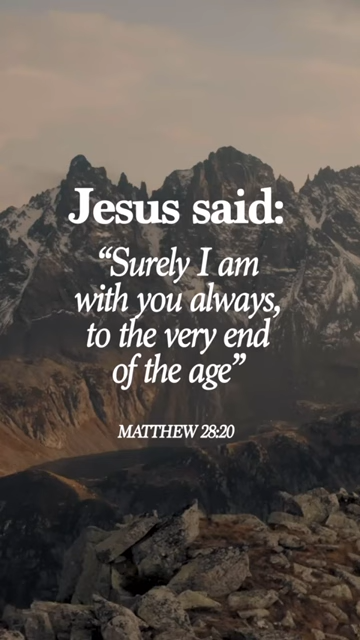 Jesus said:
“Surely I am
with you always,
to the very end
of the age”
MATTHEW 28:20